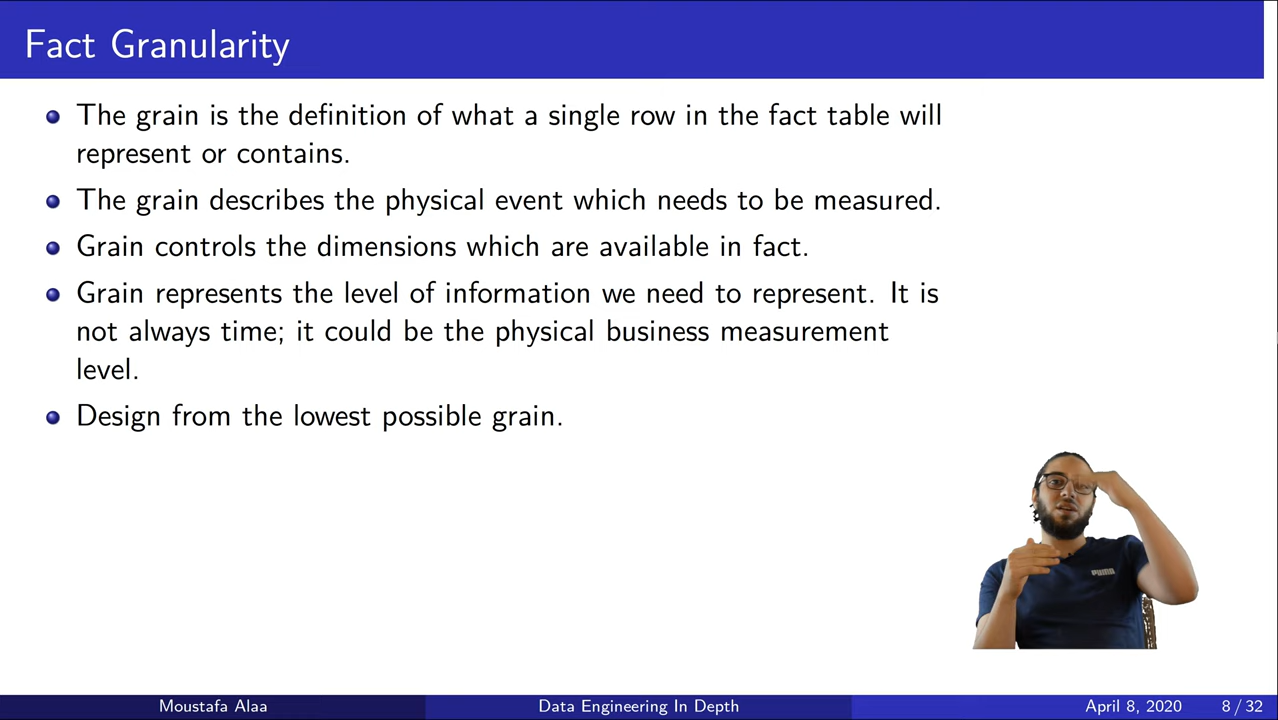 Fact Granularity
The grain is the definition of what a single row in the fact table will
represent or contains.
The grain describes the physical event which needs to be measured.
Grain controls the dimensions which are available in fact.
Grain represents the level of information we need to represent. It is
not always time; it could be the physical business measurement
level.
Design from the lowest possible grain.
PUMA
Moustafa Alaa
Data Engineering In Depth
April 8, 2020
8 / 32